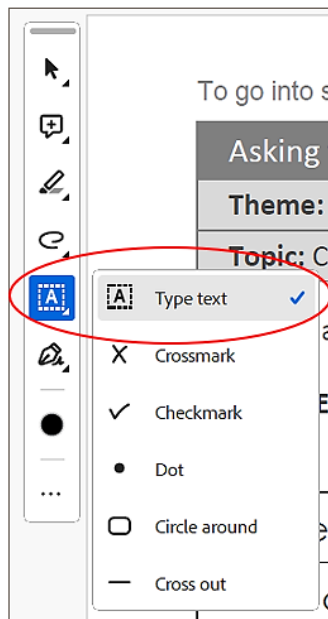 To go into s
Asking
Theme:
Topic: C
A
A Type text
Crossmark
Checkmark
Dot
Circle around
Cross out